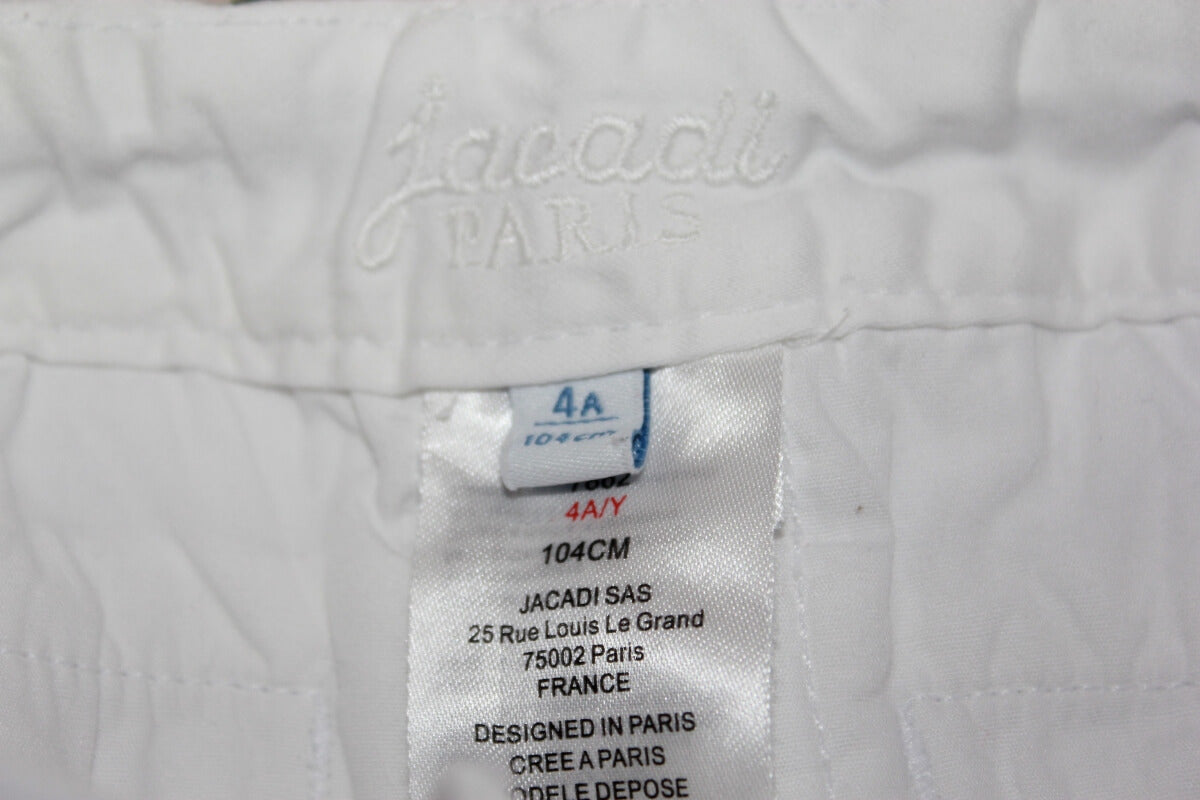 Jacadi
PARIS
4A
104cm
4A/Y
104CM
JACADI SAS
25 Rue Louis Le Grand
75002 Paris
FRANCE
DESIGNED IN PARIS
CREE A PARIS
DEPOSE